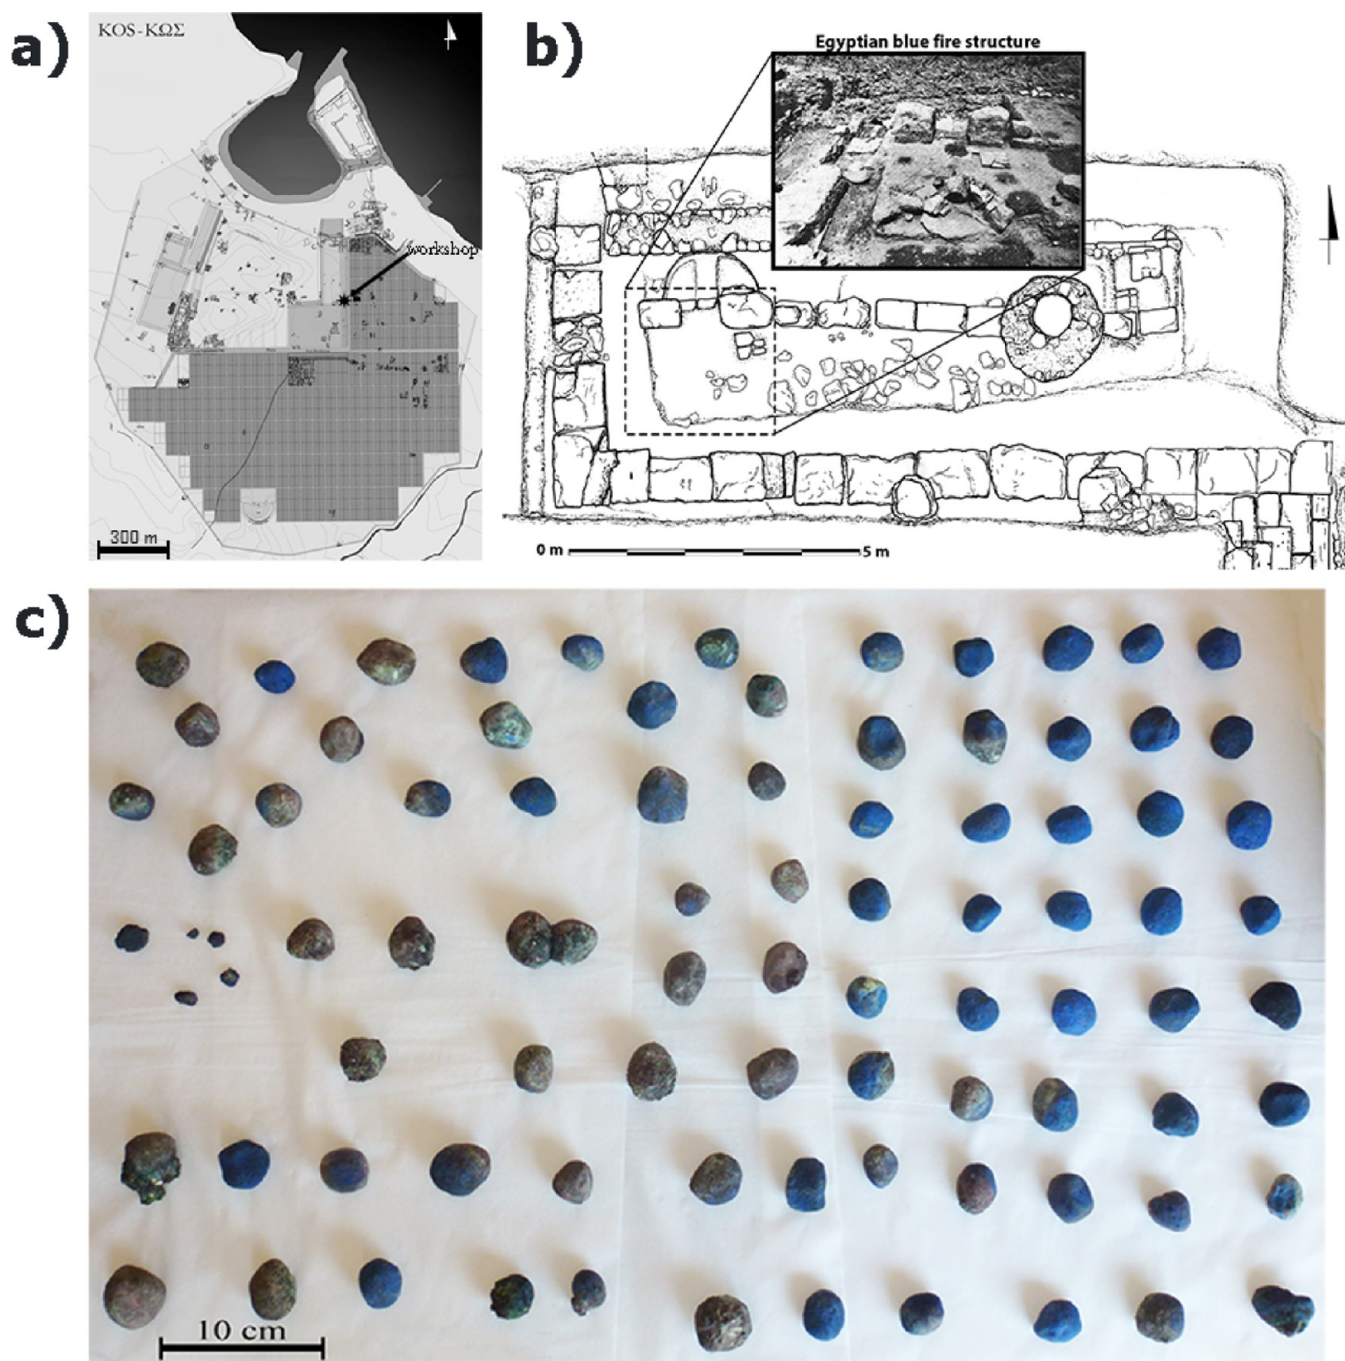 a)
KOS-ΚΩΣ
workshop
300 m
b)
Egyptian blue fire structure
0 m
5 m
c)
10 cm